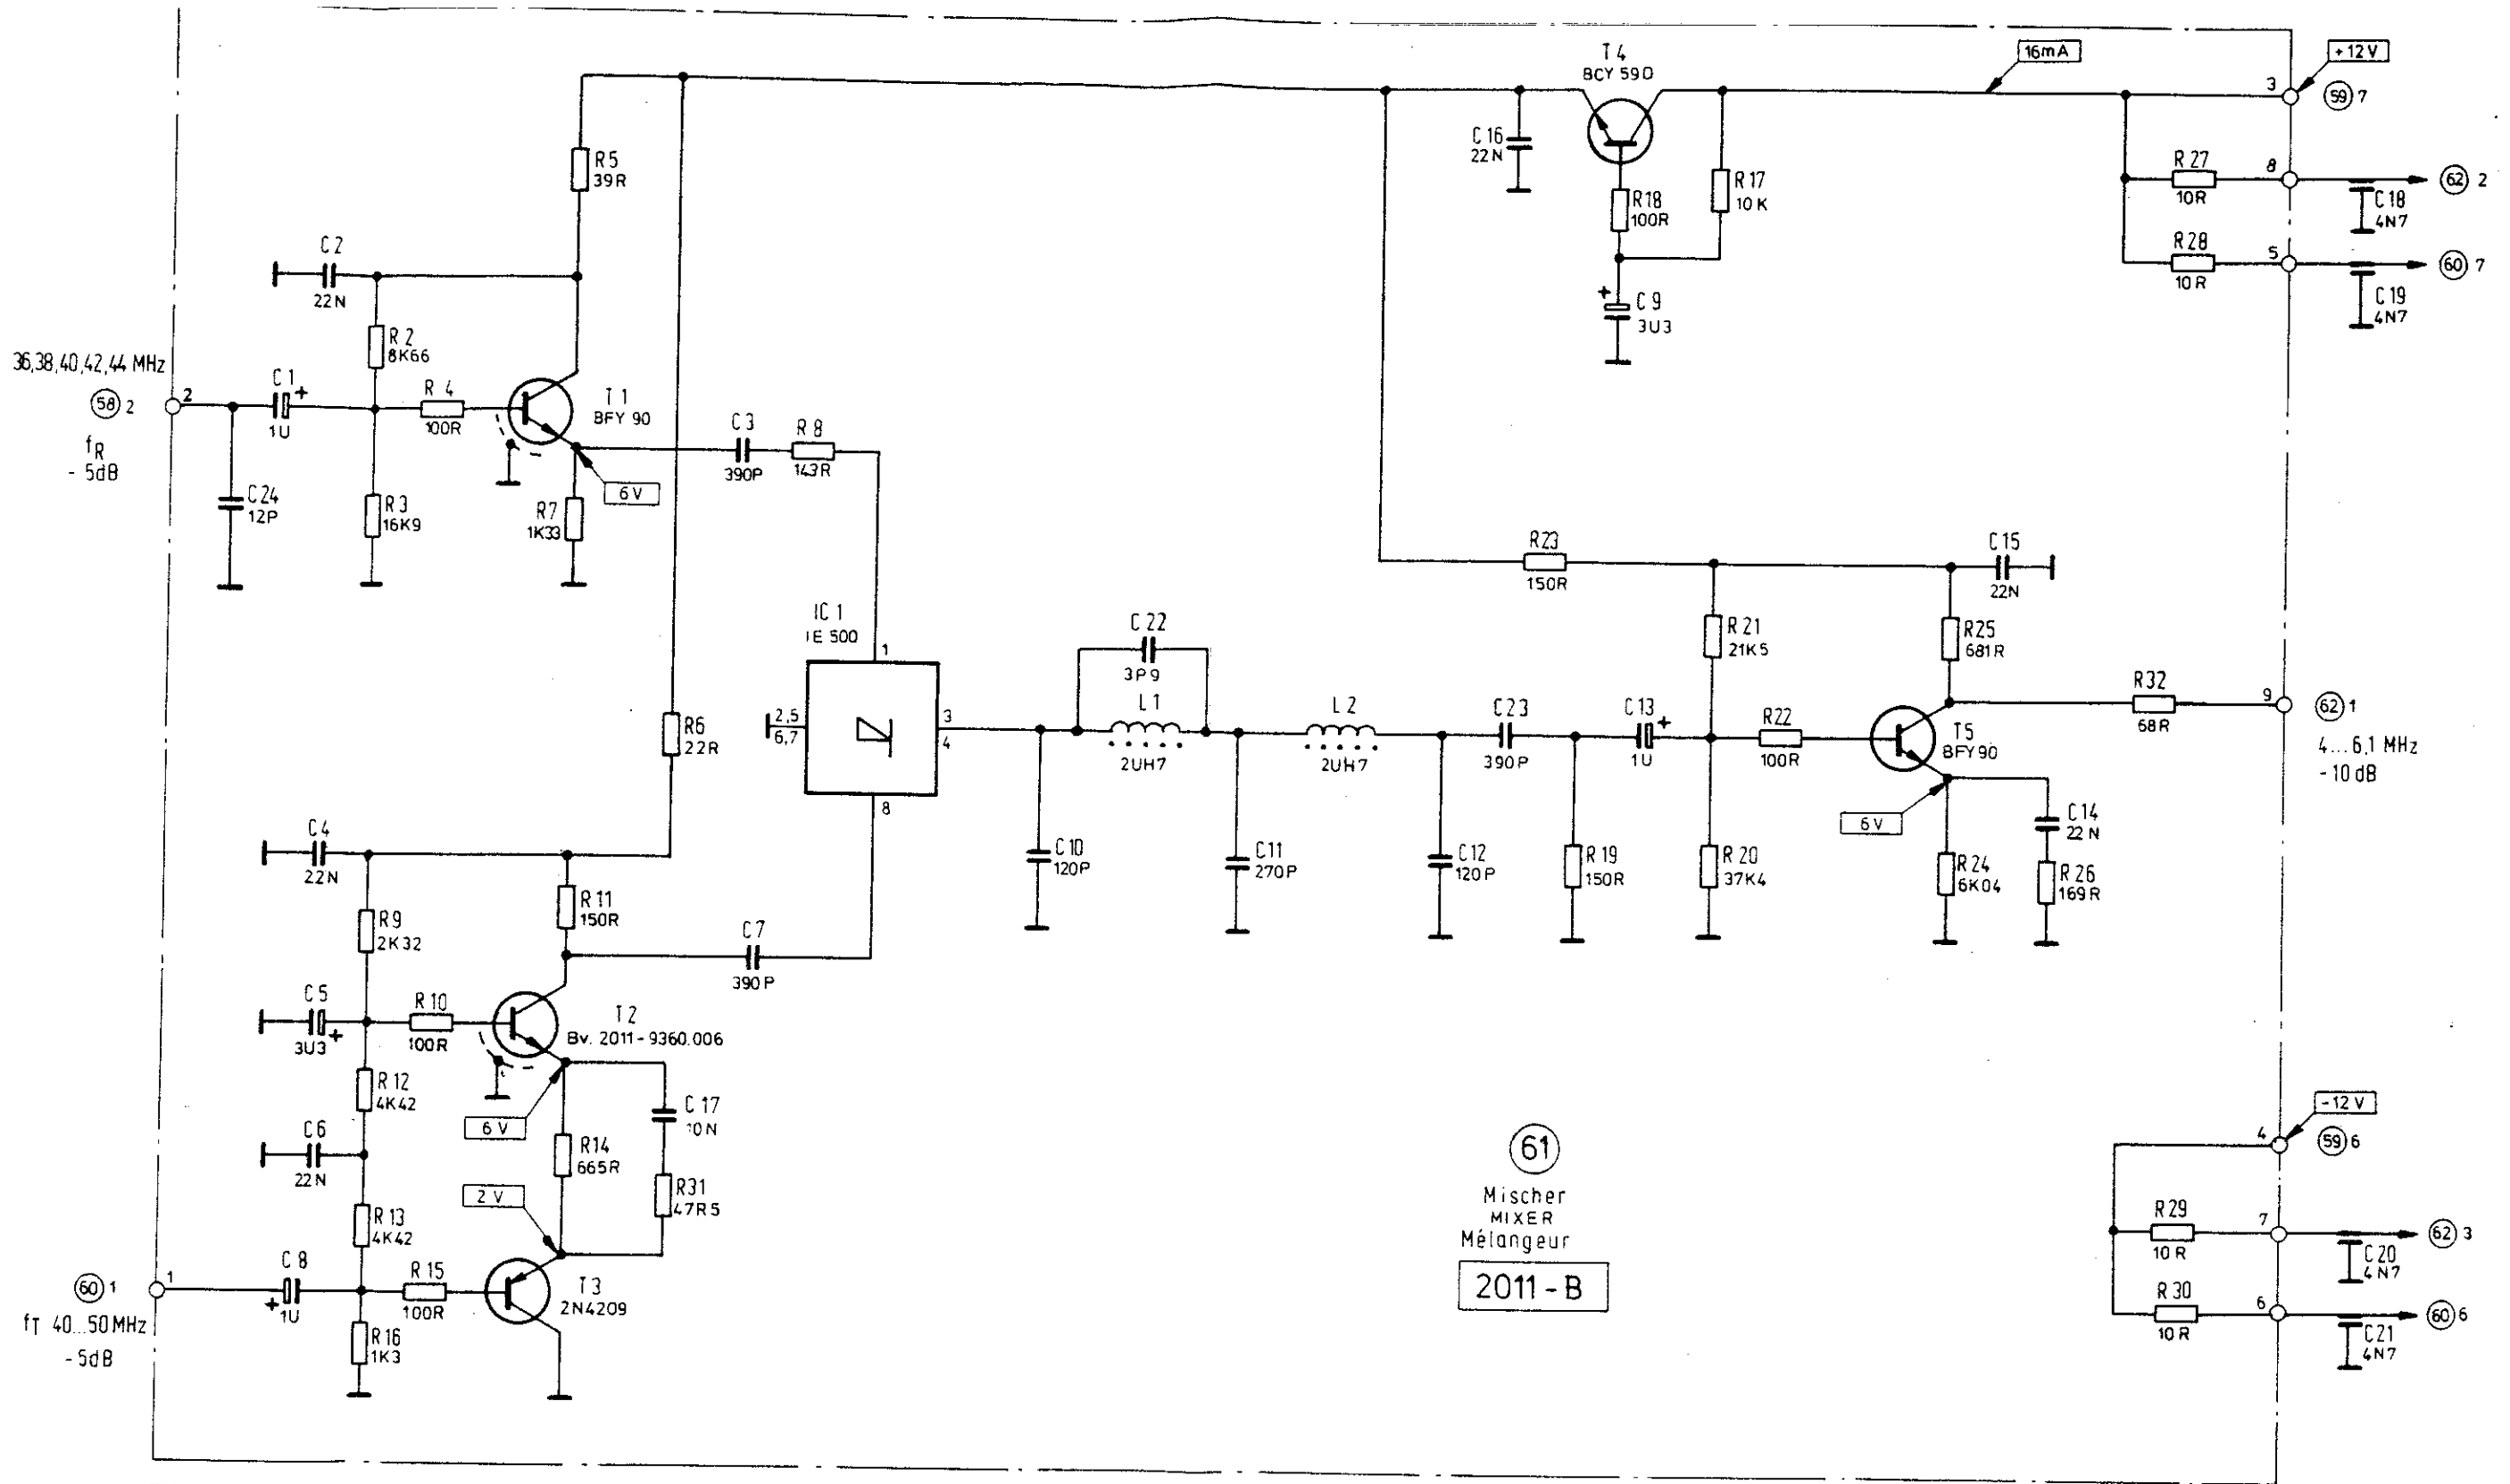 T4
BCY 59D
16mA
+12V
3
59 7
C16
22N
R5
39R
R18
100R
R17
10K
R27
10R
8
C18
4N7
62 2
R28
10R
5
C19
4N7
60 7
C2
22N
C9
+
3U3
R2
8K66
36,38,40,42,44 MHz
58 2
2
fR
- 5dB
C1
+
1U
R4
100R
T1
BFY 90
C3
390P
R8
143R
6V
C24
12P
R3
16K9
R7
1K33
R23
150R
C15
22N
IC1
IE 500
1
2,5
6,7
3
4
8
C22
3P9
L1
2UH7
L2
2UH7
C23
390P
C13
+
1U
R21
21K5
R22
100R
R25
681R
T5
BFY90
R32
68R
9
62 1
4...6,1 MHz
-10dB
R6
22R
6V
C14
22N
C4
22N
C10
120P
C11
270P
C12
120P
R19
150R
R20
37K4
R24
6K04
R26
169R
R11
150R
R9
2K32
C7
390P
C5
3U3
+
R10
100R
T2
Bv. 2011-9360.006
R12
4K42
6V
C17
10N
C6
22N
R14
665R
2V
R31
47R5
R13
4K42
60 1
1
fT 40...50MHz
- 5dB
C8
+
1U
R15
100R
T3
2N4209
R16
1K3
61
Mischer
MIXER
Mélangeur
2011-B
-12V
4
59 6
R29
10R
7
C20
4N7
62 3
R30
10R
6
C21
4N7
60 6